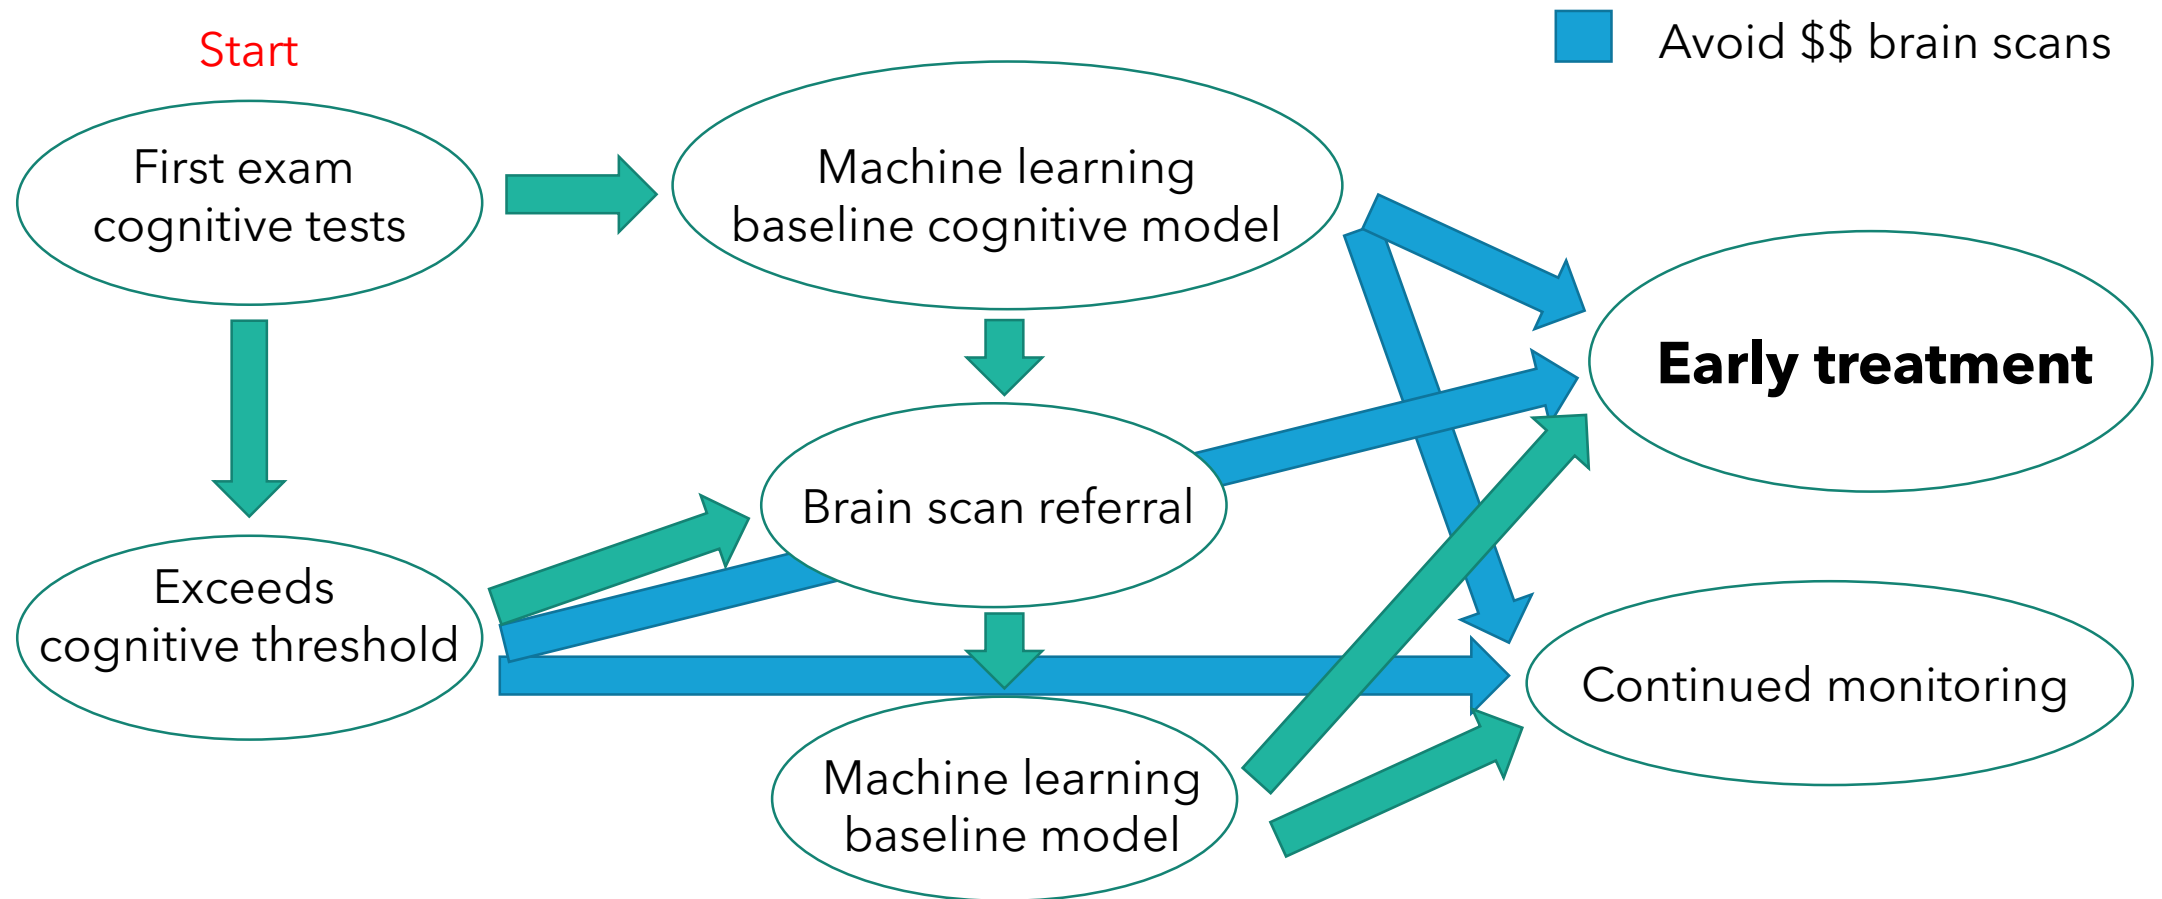 Start
Avoid $$ brain scans
First exam
cognitive tests
Machine learning
baseline cognitive model
Early treatment
Brain scan referral
Exceeds
cognitive threshold
Continued monitoring
Machine learning
baseline model